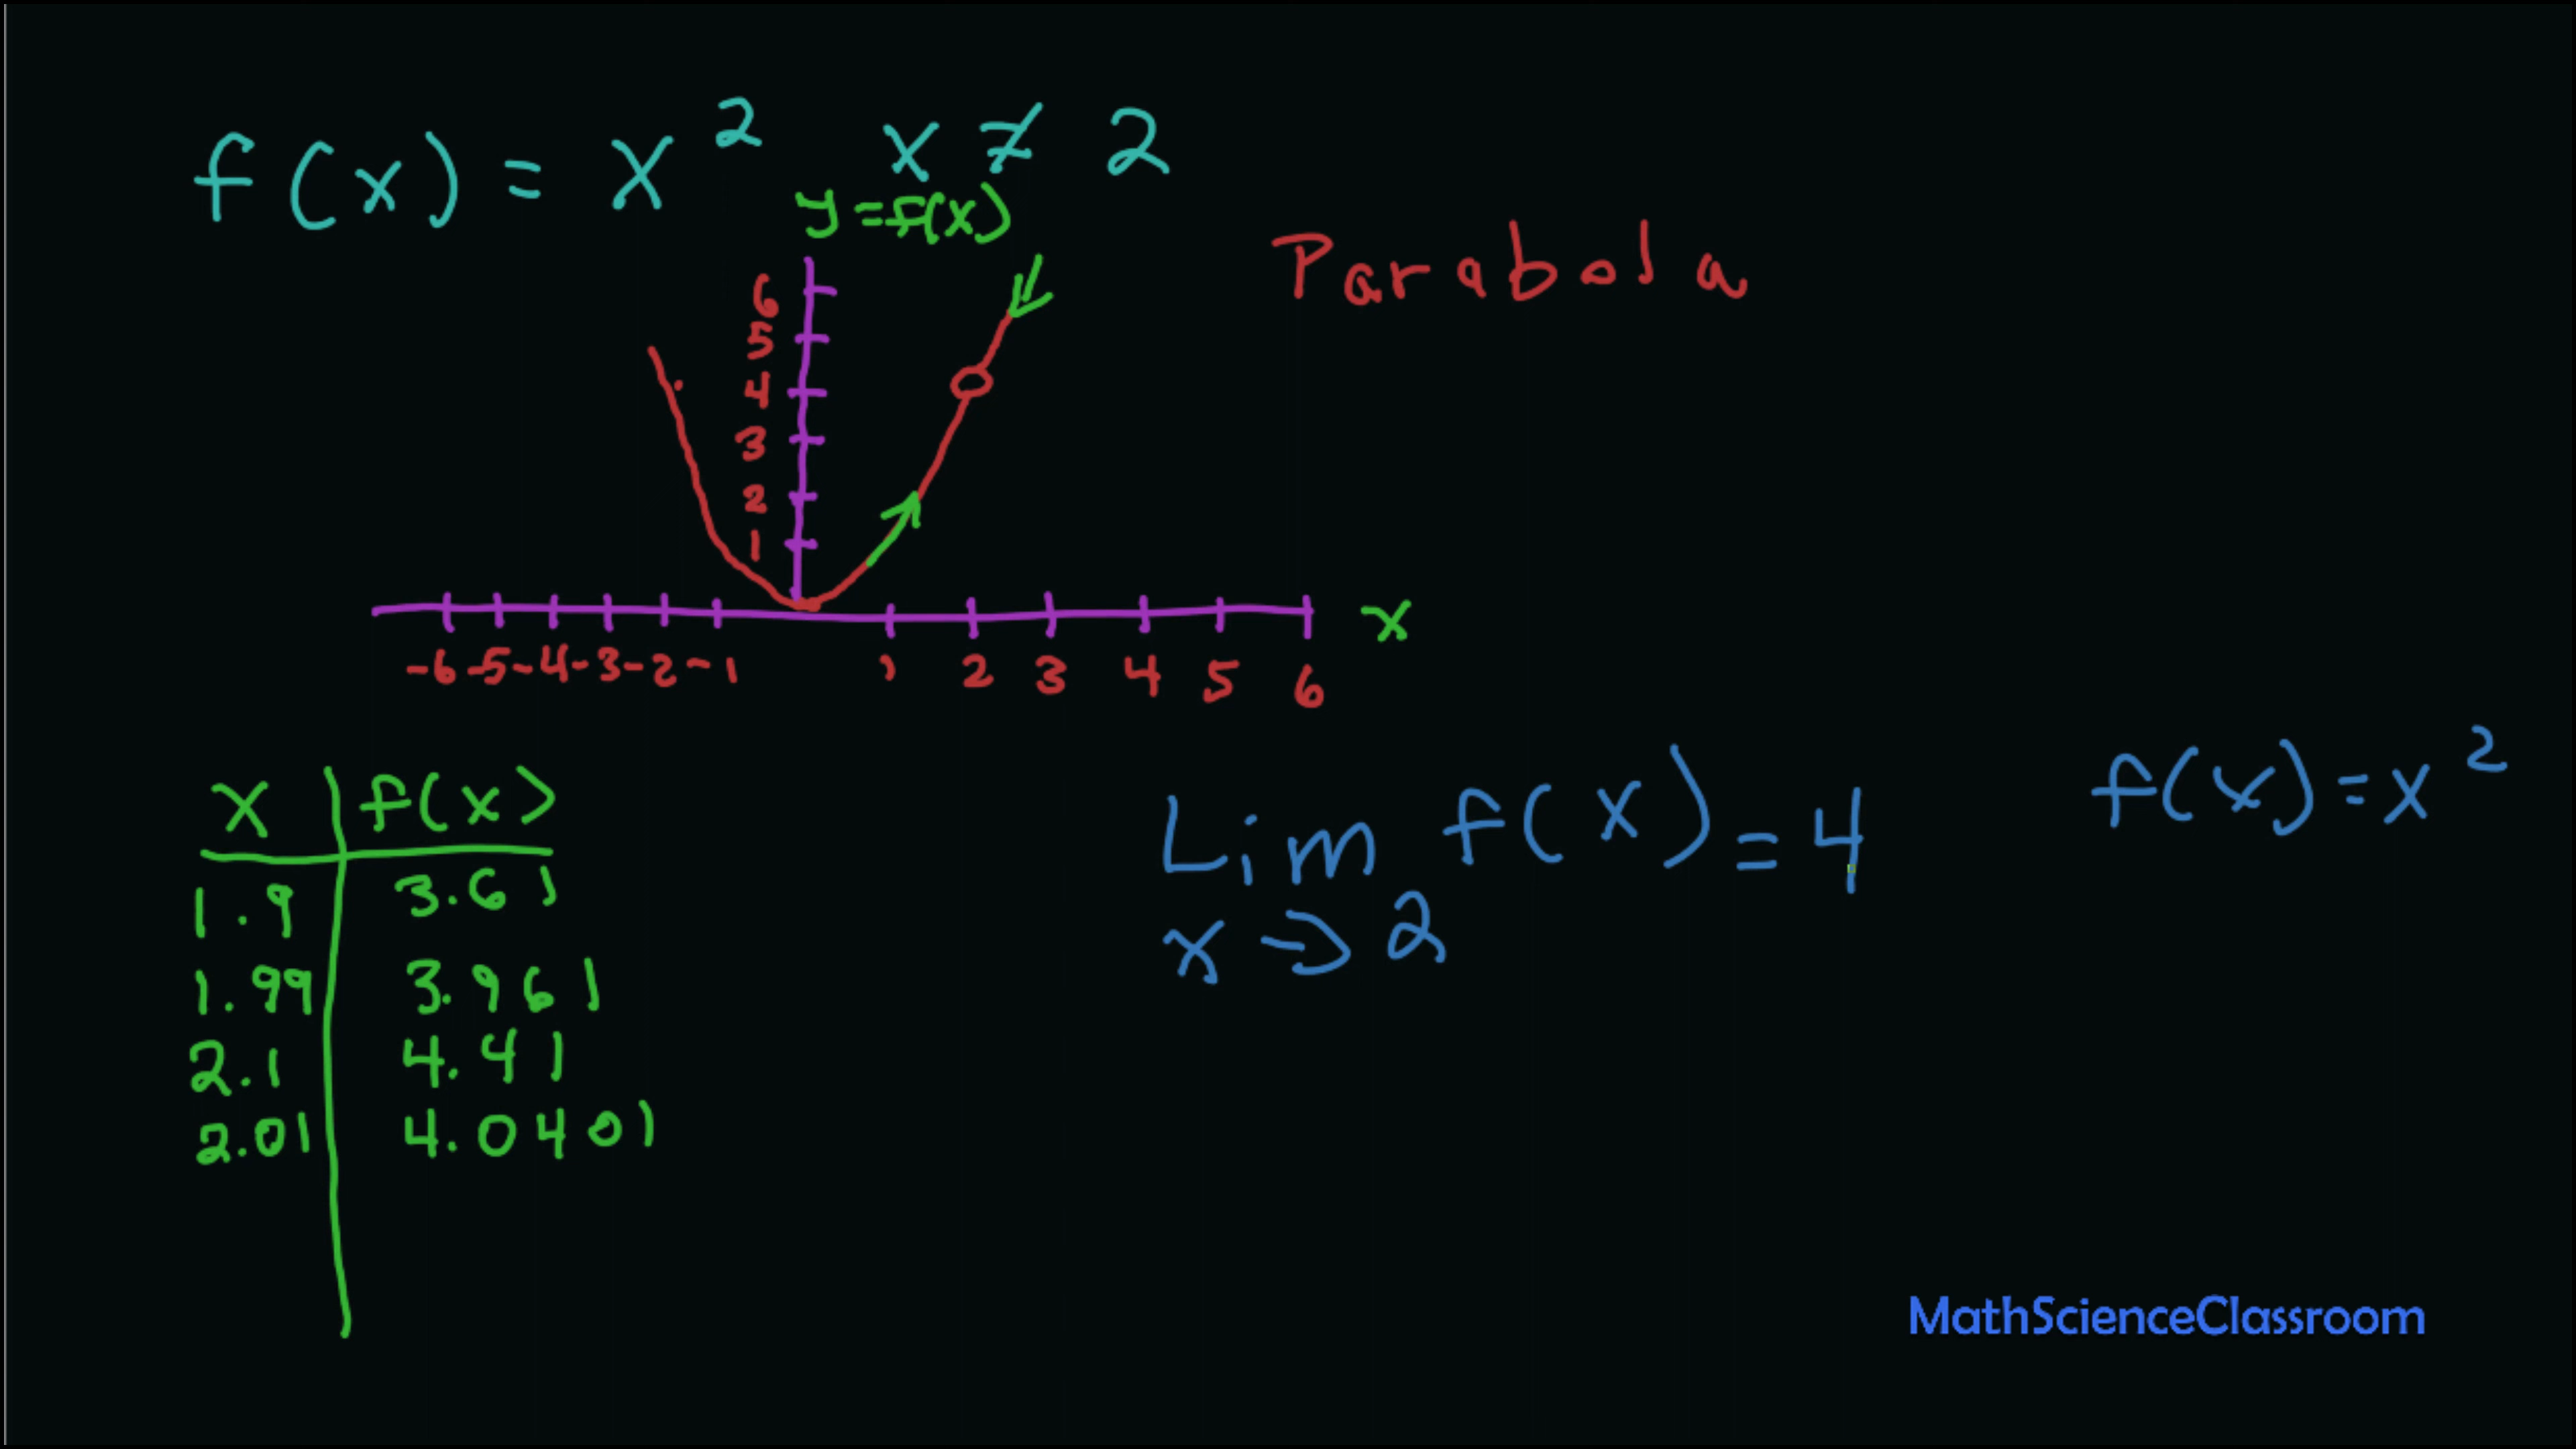 f(x) = x² x ≠ 2
y = f(x)
Parabola
6
5
4
3
2
1
x
-6 -5 -4 -3 -2 -1 1 2 3 4 5 6
x f(x)
1.9 3.61
1.99 3.961
2.1 4.41
2.01 4.0401
Lim f(x) = 4
x → 2
f(x) = x²
MathScienceClassroom